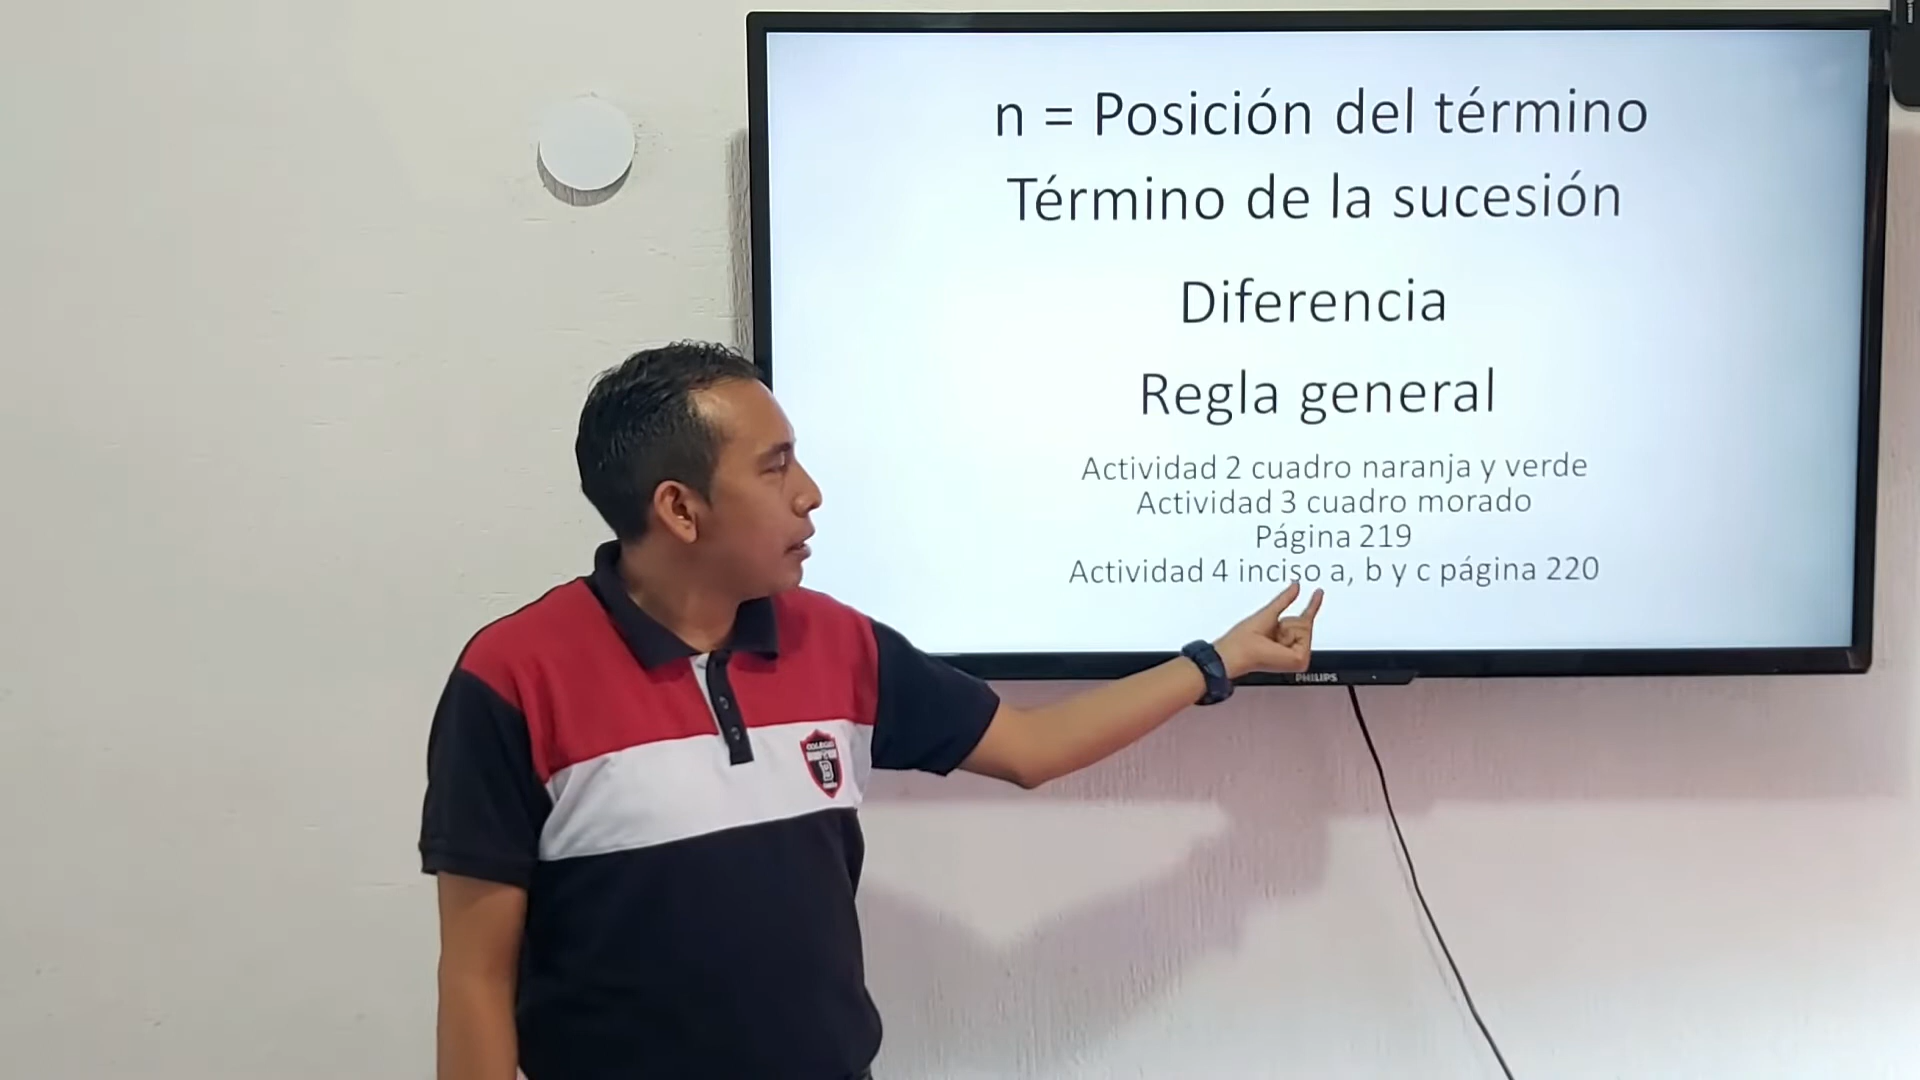 n = Posición del término
Término de la sucesión
Diferencia
Regla general
Actividad 2 cuadro naranja y verde
Actividad 3 cuadro morado
Página 219
Actividad 4 inciso a, b y c página 220
PHILIPS
COLEGIO
B